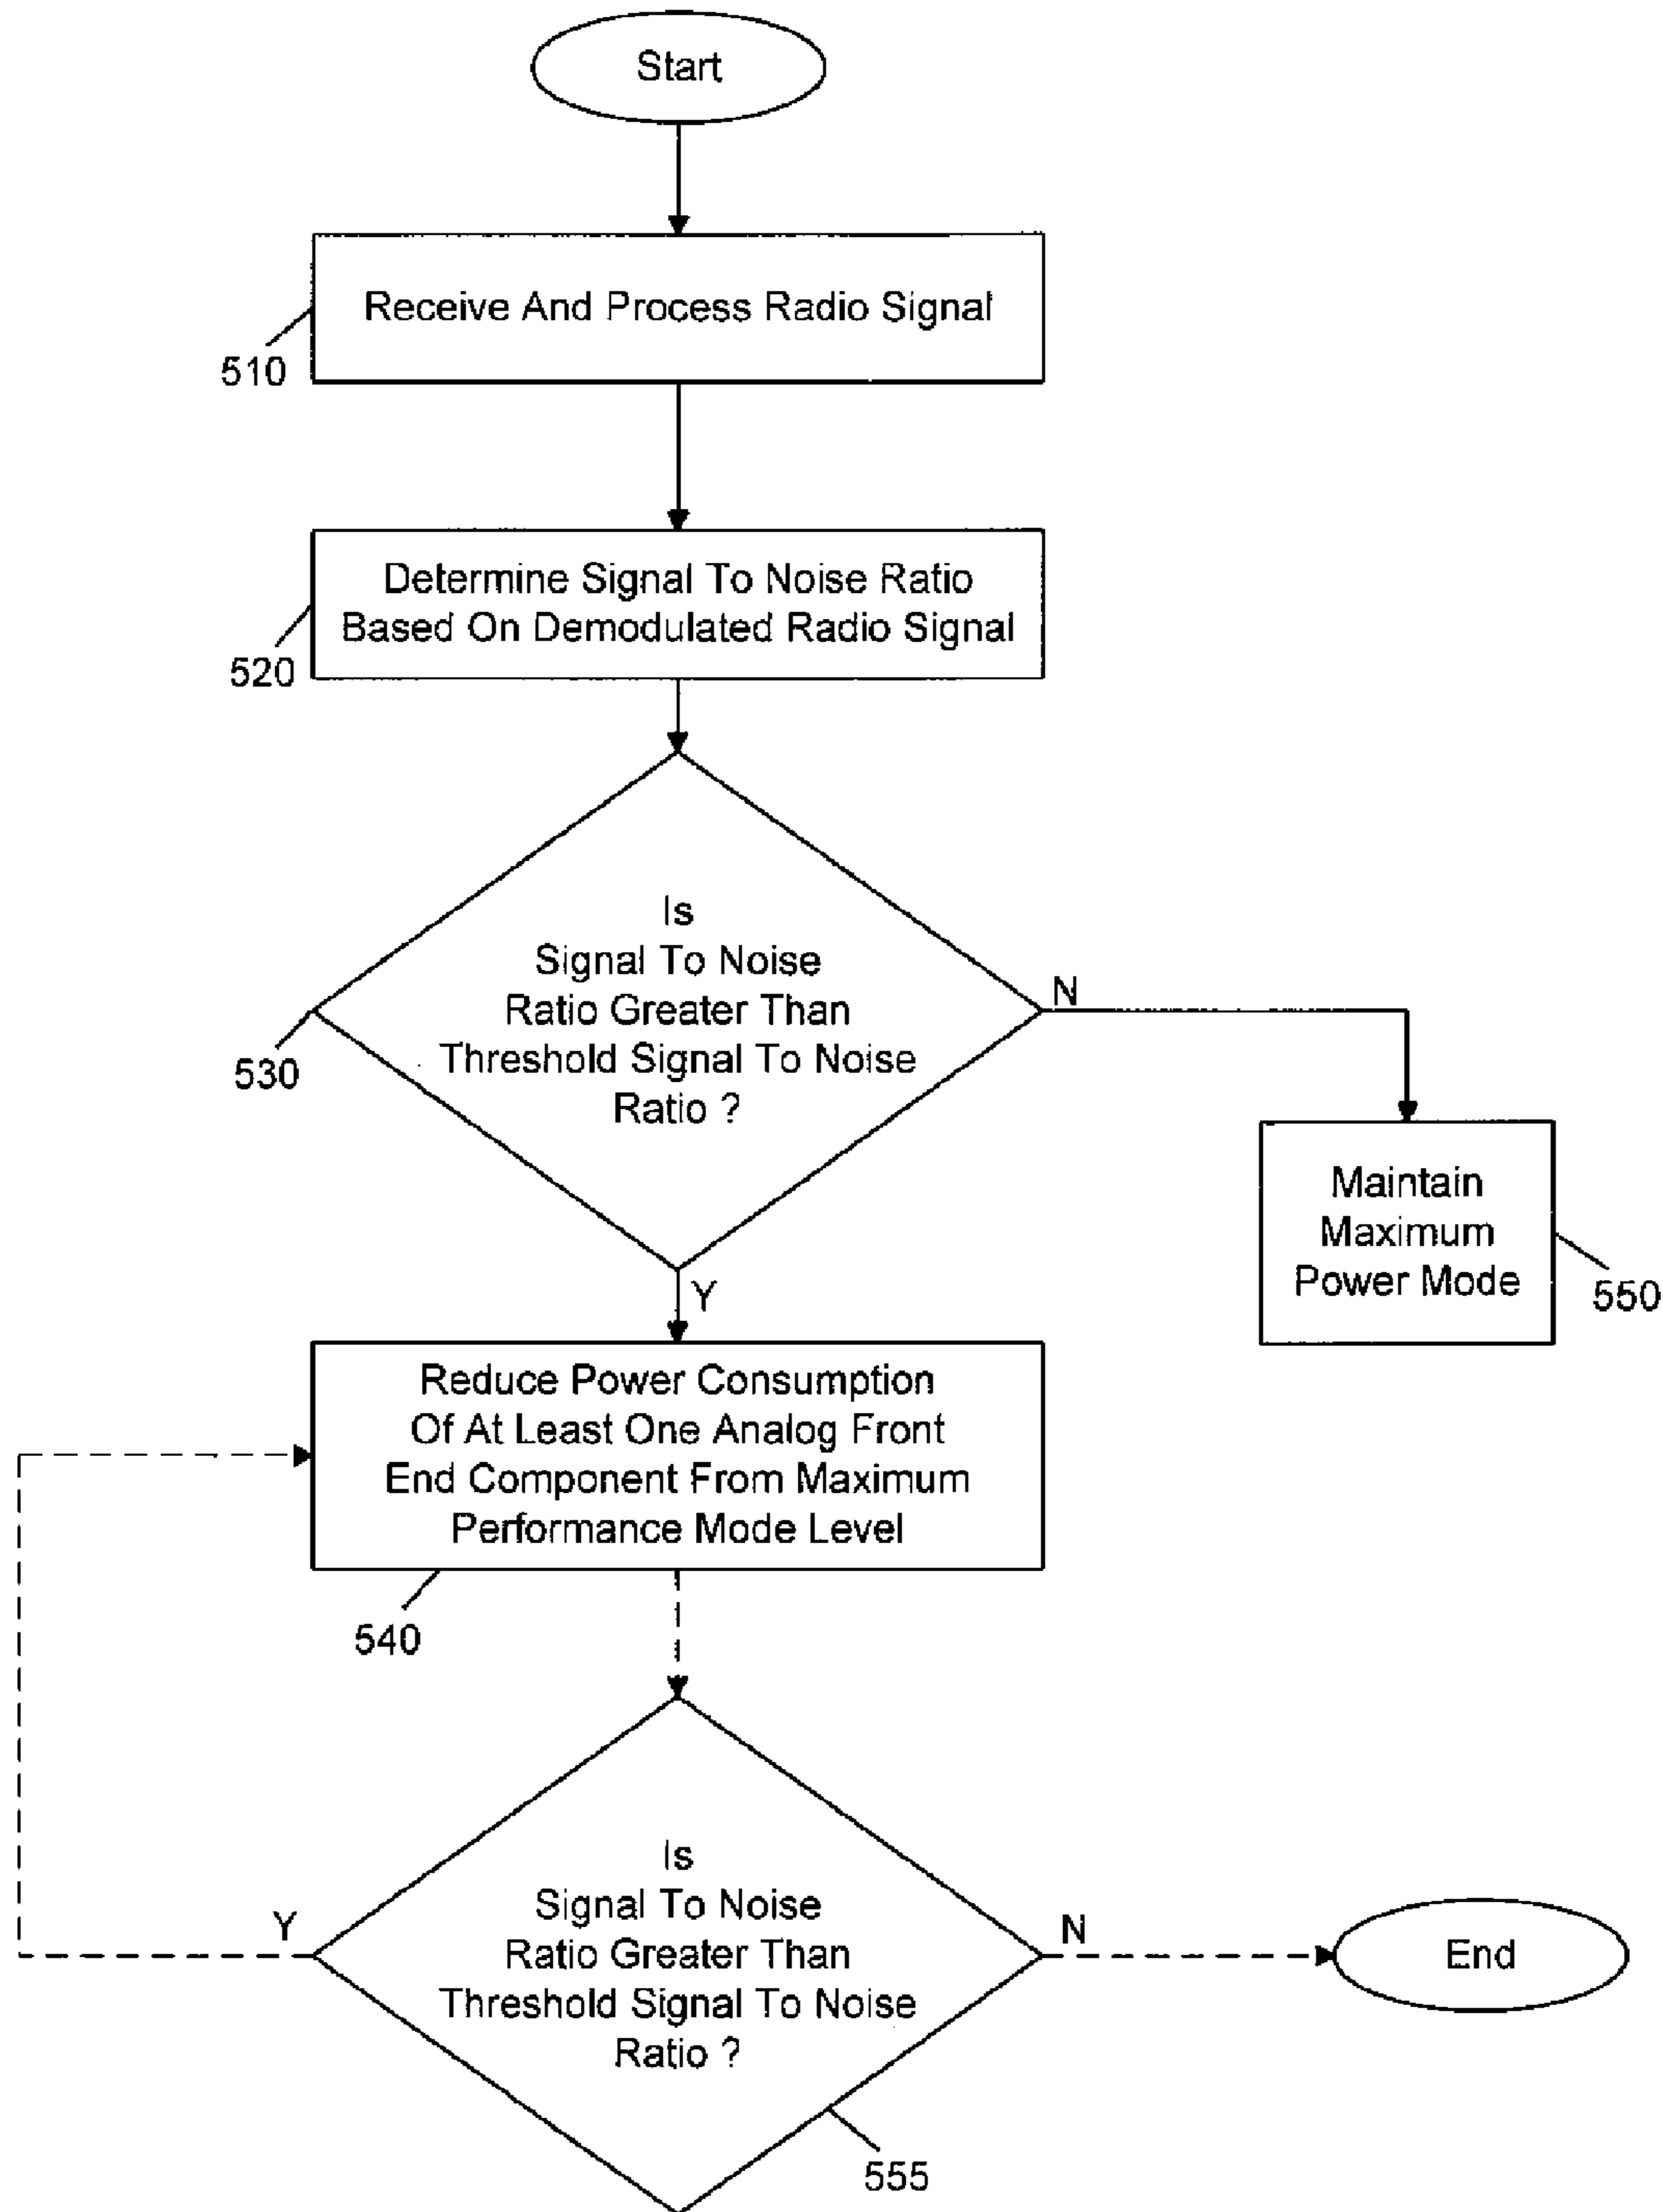 Start
Receive And Process Radio Signal
510
Determine Signal To Noise Ratio
Based On Demodulated Radio Signal
520
Is
Signal To Noise
Ratio Greater Than
Threshold Signal To Noise
Ratio ?
N
530
Maintain
Maximum
Power Mode
550
Y
Reduce Power Consumption
Of At Least One Analog Front
End Component From Maximum
Performance Mode Level
540
Is
Signal To Noise
Ratio Greater Than
Threshold Signal To Noise
Ratio ?
Y
N
End
555